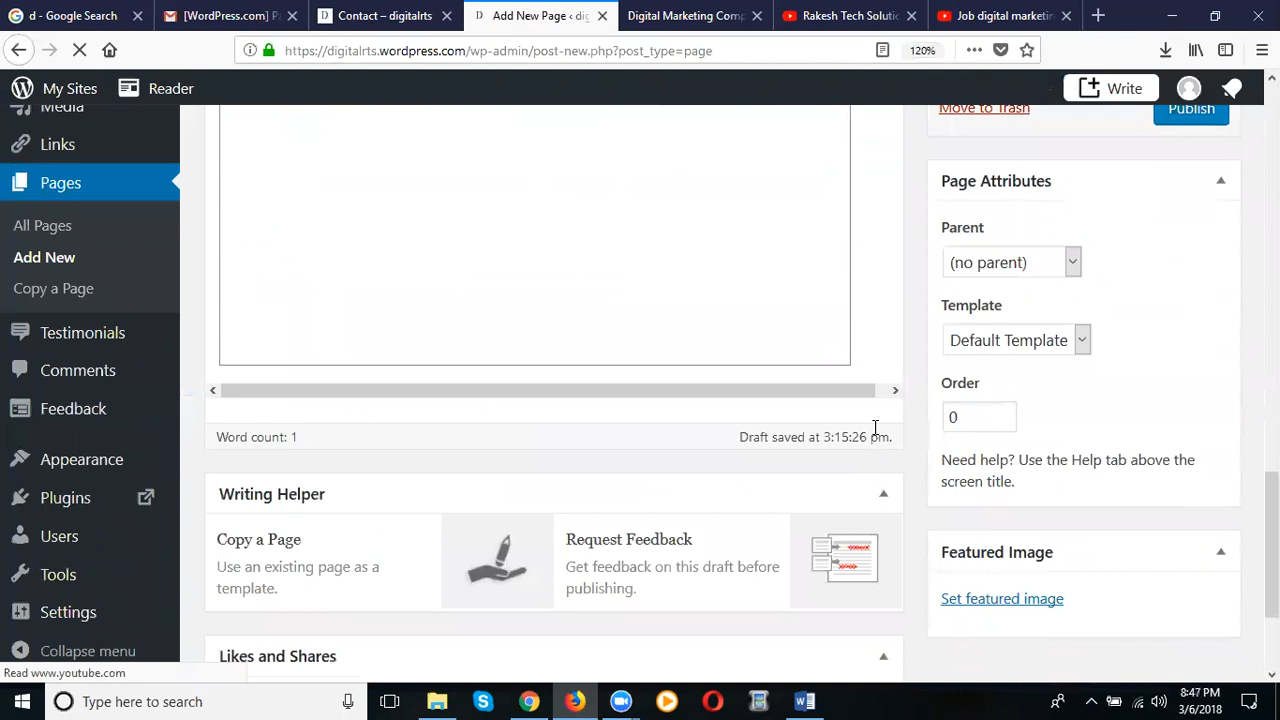 d - Google Search
[WordPress.com] P
Contact – digitalrts
Add New Page ‹ dig
Digital Marketing Comp
Rakesh Tech Solutio
Job digital marketin
https://digitalrts.wordpress.com/wp-admin/post-new.php?post_type=page
120%
My Sites
Reader
Write
Media
Links
Pages
All Pages
Add New
Copy a Page
Testimonials
Comments
Feedback
Appearance
Plugins
Users
Tools
Settings
Collapse menu
Read www.youtube.com
Word count: 1
Draft saved at 3:15:26 pm.
Writing Helper
Copy a Page
Use an existing page as a
template.
Request Feedback
Get feedback on this draft before
publishing.
Likes and Shares
Move to Trash
Publish
Page Attributes
Parent
(no parent)
Template
Default Template
Order
0
Need help? Use the Help tab above the
screen title.
Featured Image
Set featured image
Type here to search
8:47 PM
3/6/2018